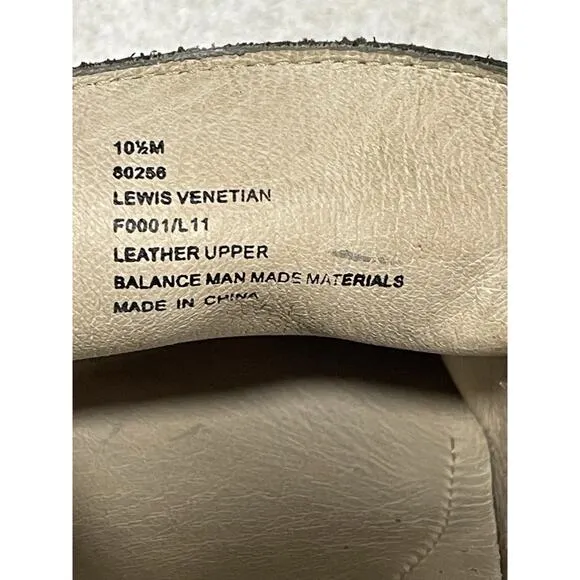 10½M
80256
LEWIS VENETIAN
F0001/L11
LEATHER UPPER
BALANCE MAN MADE MATERIALS
MADE IN CHINA